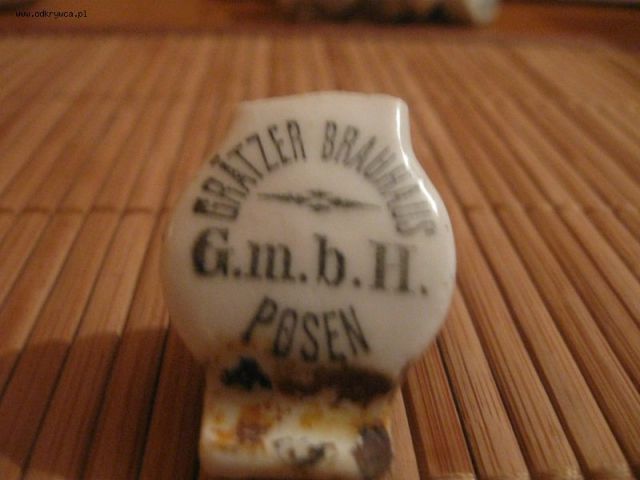 www.odkrywca.pl
GRÄTZER BRAUHAUS
G.m.b.H.
POSEN